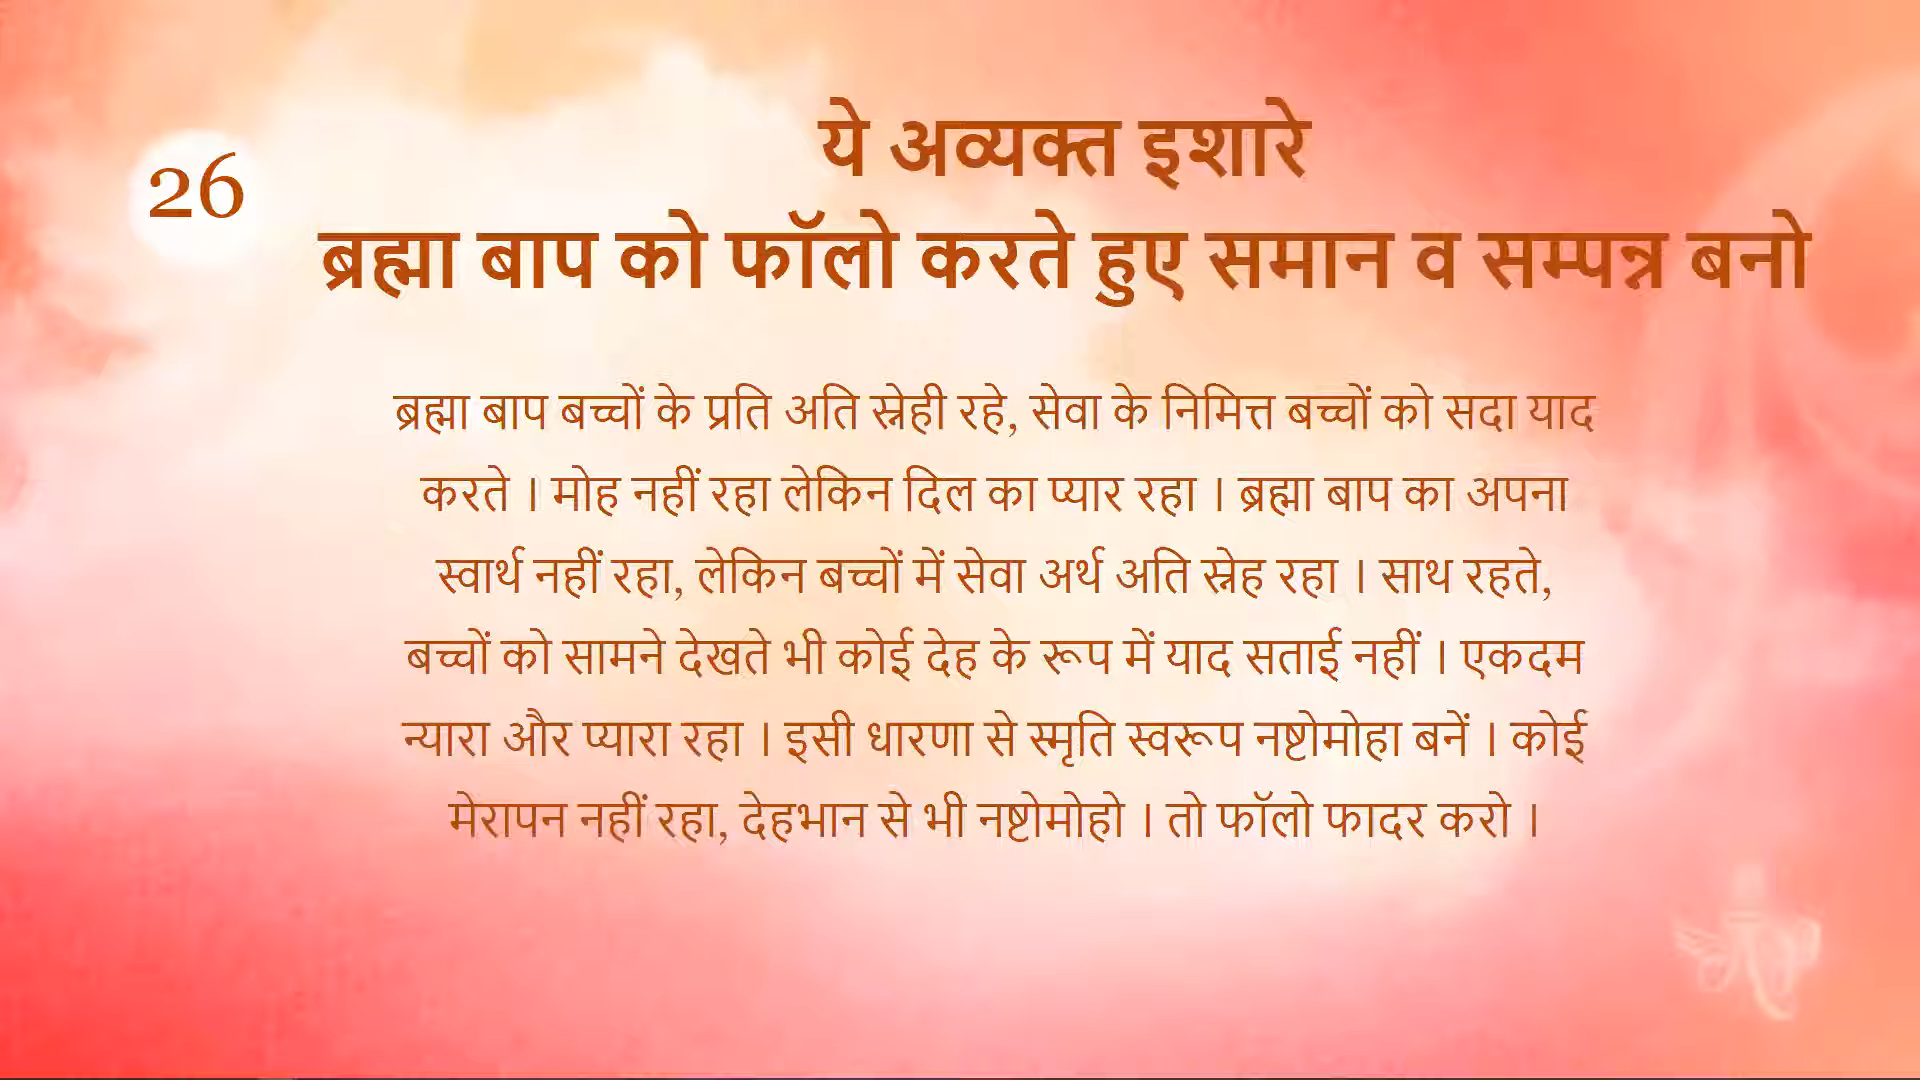 26
ये अव्यक्त इशारे
ब्रह्मा बाप को फॉलो करते हुए समान व सम्पन्न बनो
ब्रह्मा बाप बच्चों के प्रति अति स्नेही रहे, सेवा के निमित्त बच्चों को सदा याद
करते । मोह नहीं रहा लेकिन दिल का प्यार रहा । ब्रह्मा बाप का अपना
स्वार्थ नहीं रहा, लेकिन बच्चों में सेवा अर्थ अति स्नेह रहा । साथ रहते,
बच्चों को सामने देखते भी कोई देह के रूप में याद सताई नहीं । एकदम
न्यारा और प्यारा रहा । इसी धारणा से स्मृति स्वरूप नष्टोमोहा बनें । कोई
मेरापन नहीं रहा, देहभान से भी नष्टोमोहो । तो फॉलो फादर करो ।